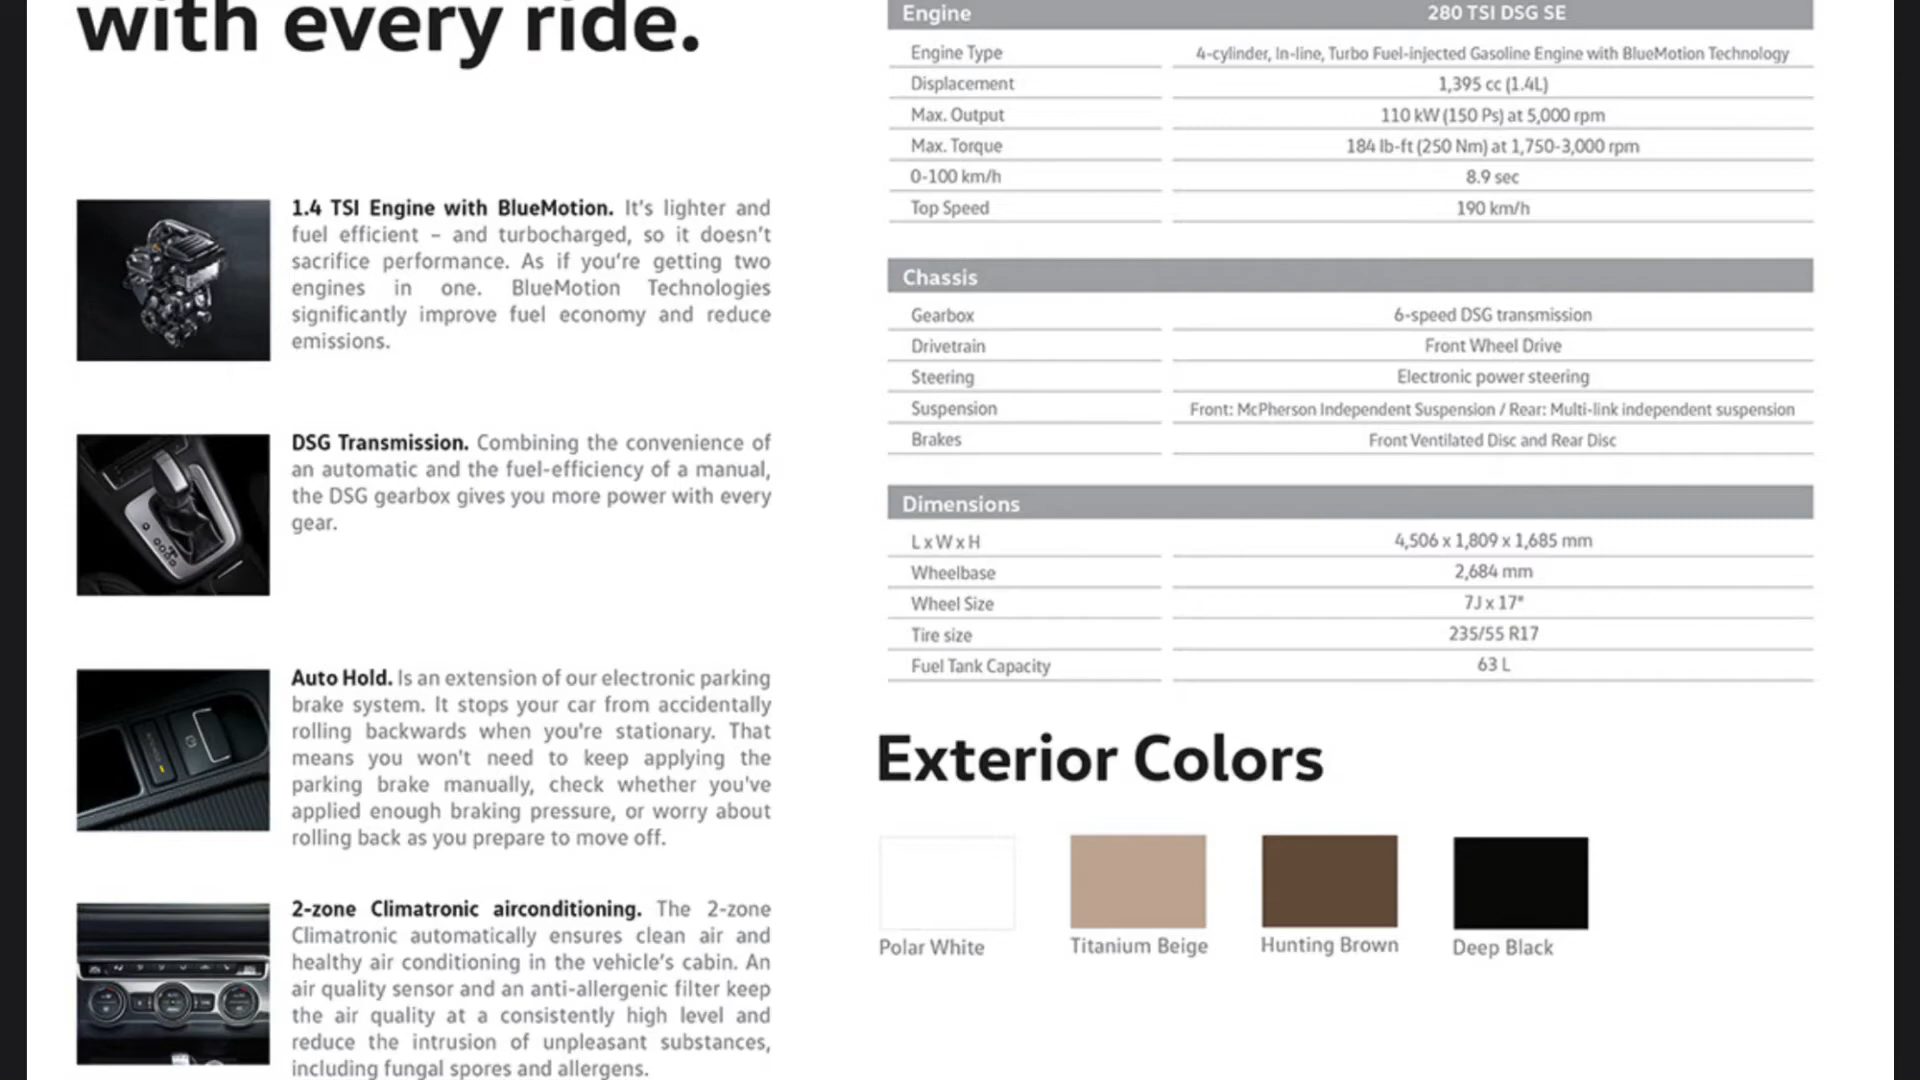 with every ride.
1.4 TSI Engine with BlueMotion. It's lighter and
fuel efficient – and turbocharged, so it doesn't
sacrifice performance. As if you're getting two
engines in one. BlueMotion Technologies
significantly improve fuel economy and reduce
emissions.
DSG Transmission. Combining the convenience of
an automatic and the fuel-efficiency of a manual,
the DSG gearbox gives you more power with every
gear.
Auto Hold. Is an extension of our electronic parking
brake system. It stops your car from accidentally
rolling backwards when you're stationary. That
means you won't need to keep applying the
parking brake manually, check whether you've
applied enough braking pressure, or worry about
rolling back as you prepare to move off.
2-zone Climatronic airconditioning. The 2-zone
Climatronic automatically ensures clean air and
healthy air conditioning in the vehicle's cabin. An
air quality sensor and an anti-allergenic filter keep
the air quality at a consistently high level and
reduce the intrusion of unpleasant substances,
including fungal spores and allergens.
Engine 280 TSI DSG SE
Engine Type 4-cylinder, In-line, Turbo Fuel-injected Gasoline Engine with BlueMotion Technology
Displacement 1,395 cc (1.4L)
Max. Output 110 kW (150 Ps) at 5,000 rpm
Max. Torque 184 lb-ft (250 Nm) at 1,750-3,000 rpm
0-100 km/h 8.9 sec
Top Speed 190 km/h
Chassis
Gearbox 6-speed DSG transmission
Drivetrain Front Wheel Drive
Steering Electronic power steering
Suspension Front: McPherson Independent Suspension / Rear: Multi-link independent suspension
Brakes Front Ventilated Disc and Rear Disc
Dimensions
L x W x H 4,506 x 1,809 x 1,685 mm
Wheelbase 2,684 mm
Wheel Size 7J x 17"
Tire size 235/55 R17
Fuel Tank Capacity 63 L
Exterior Colors
Polar White
Titanium Beige
Hunting Brown
Deep Black